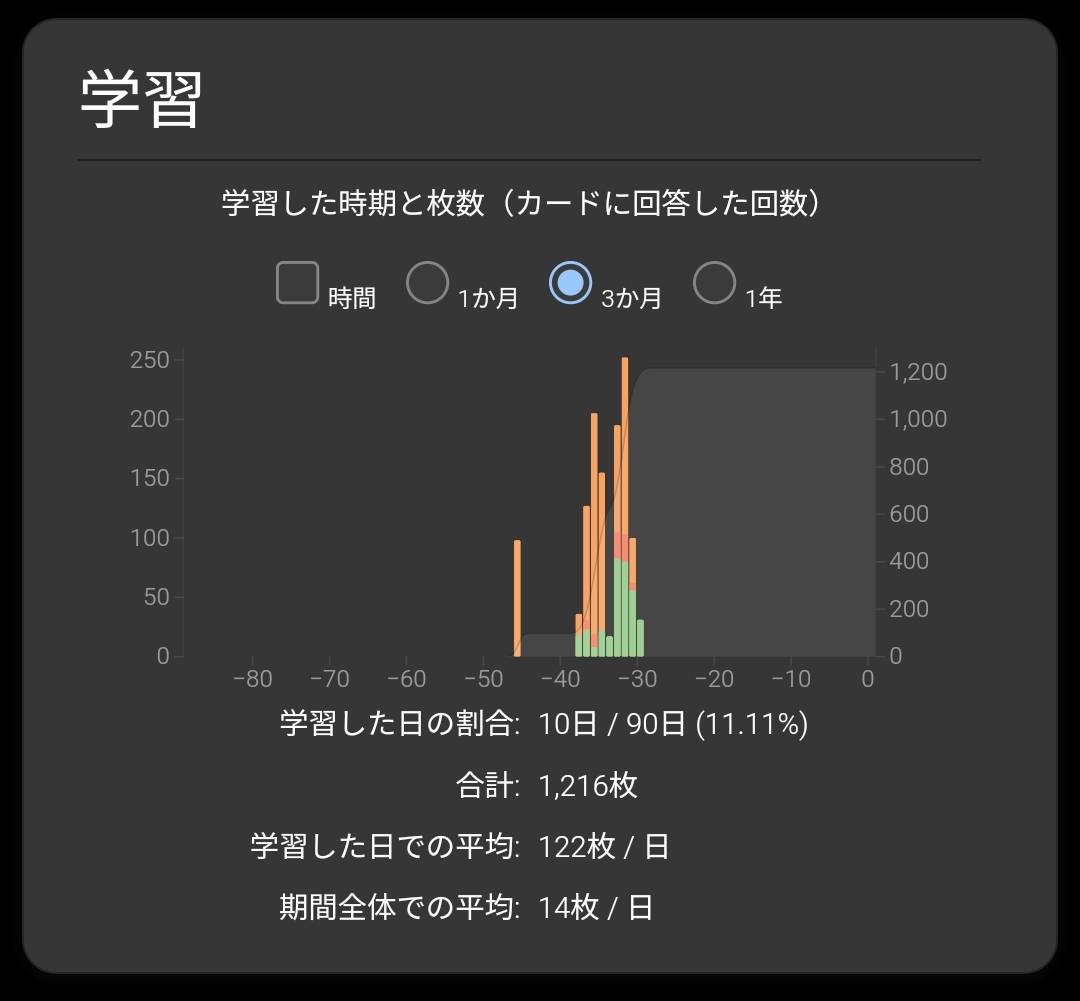 学習
学習した時期と枚数（カードに回答した回数）
時間 1か月 3か月 1年
250 1,200
200 1,000
150 800
100 600
50 400
0 200
0
−80 −70 −60 −50 −40 −30 −20 −10 0
学習した日の割合: 10日 / 90日 (11.11%)
合計: 1,216枚
学習した日での平均: 122枚 / 日
期間全体での平均: 14枚 / 日